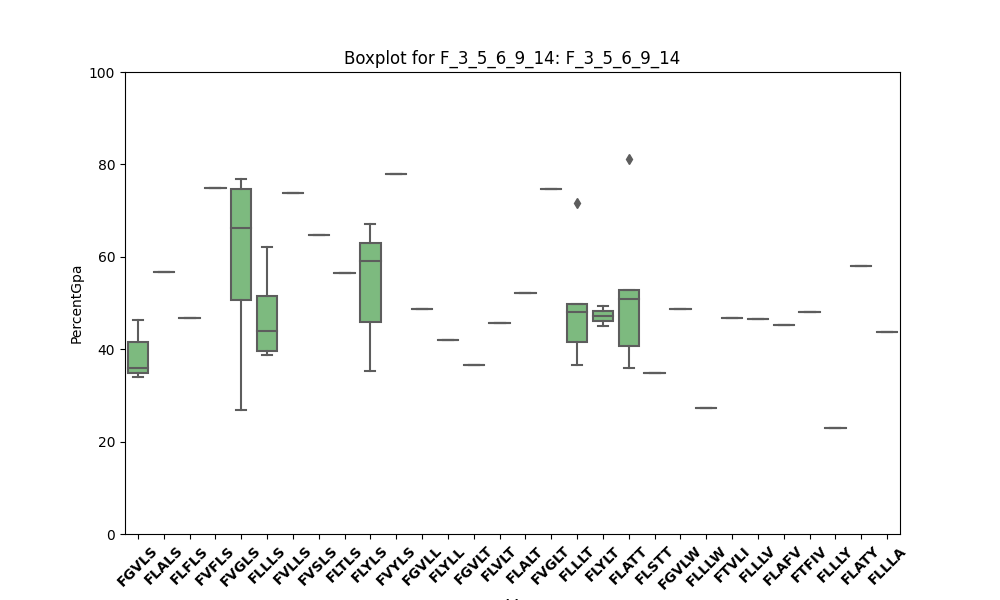 Boxplot for F_3_5_6_9_14: F_3_5_6_9_14
PercentGpa
100
80
60
40
20
0
FGVLS FLALS FLFLS FVFLS FVGLS FLLLS FVLLS FVSLS FLTLS FLYLS FVYLS FGVLL FLYLL FGVLT FLVLT FLALT FVGLT FLLLT FLYLT FLATT FLSTT FGVLW FLLLW FTVLI FLLLV FLAFV FTFIV FLLLY FLATY FLLLA